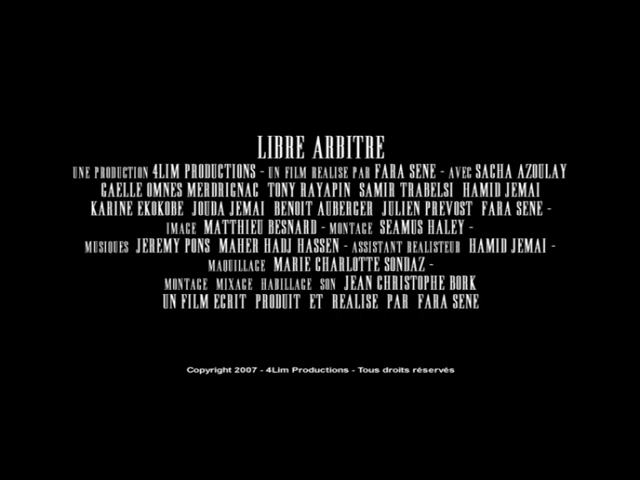 LIBRE ARBITRE
UNE PRODUCTION 4LIM PRODUCTIONS - UN FILM REALISE PAR FARA SENE - AVEC SACHA AZOULAY
GAELLE OMNES MERDRIGNAC TONY RAYAPIN SAMIR TRABELSI HAMID JEMAI
KARINE EKOKOBE JOUDA JEMAI BENOIT AUBERGER JULIEN PREVOST FARA SENE -
IMAGE MATTHIEU BESNARD - MONTAGE SEAMUS HALEY -
MUSIQUES JEREMY PONS MAHER HADJ HASSEN - ASSISTANT REALISTEUR HAMID JEMAI -
MAQUILLAGE MARIE CHARLOTTE SONDAZ -
MONTAGE MIXAGE HABILLAGE SON JEAN CHRISTOPHE BORK
UN FILM ECRIT PRODUIT ET REALISE PAR FARA SENE
Copyright 2007 - 4Lim Productions - Tous droits réservés